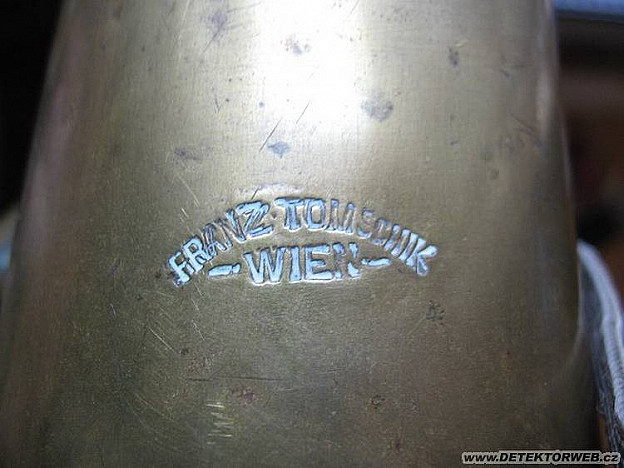 FRANZ·TOMSCHIK
- WIEN -
www.DETEKTORWEB.cz